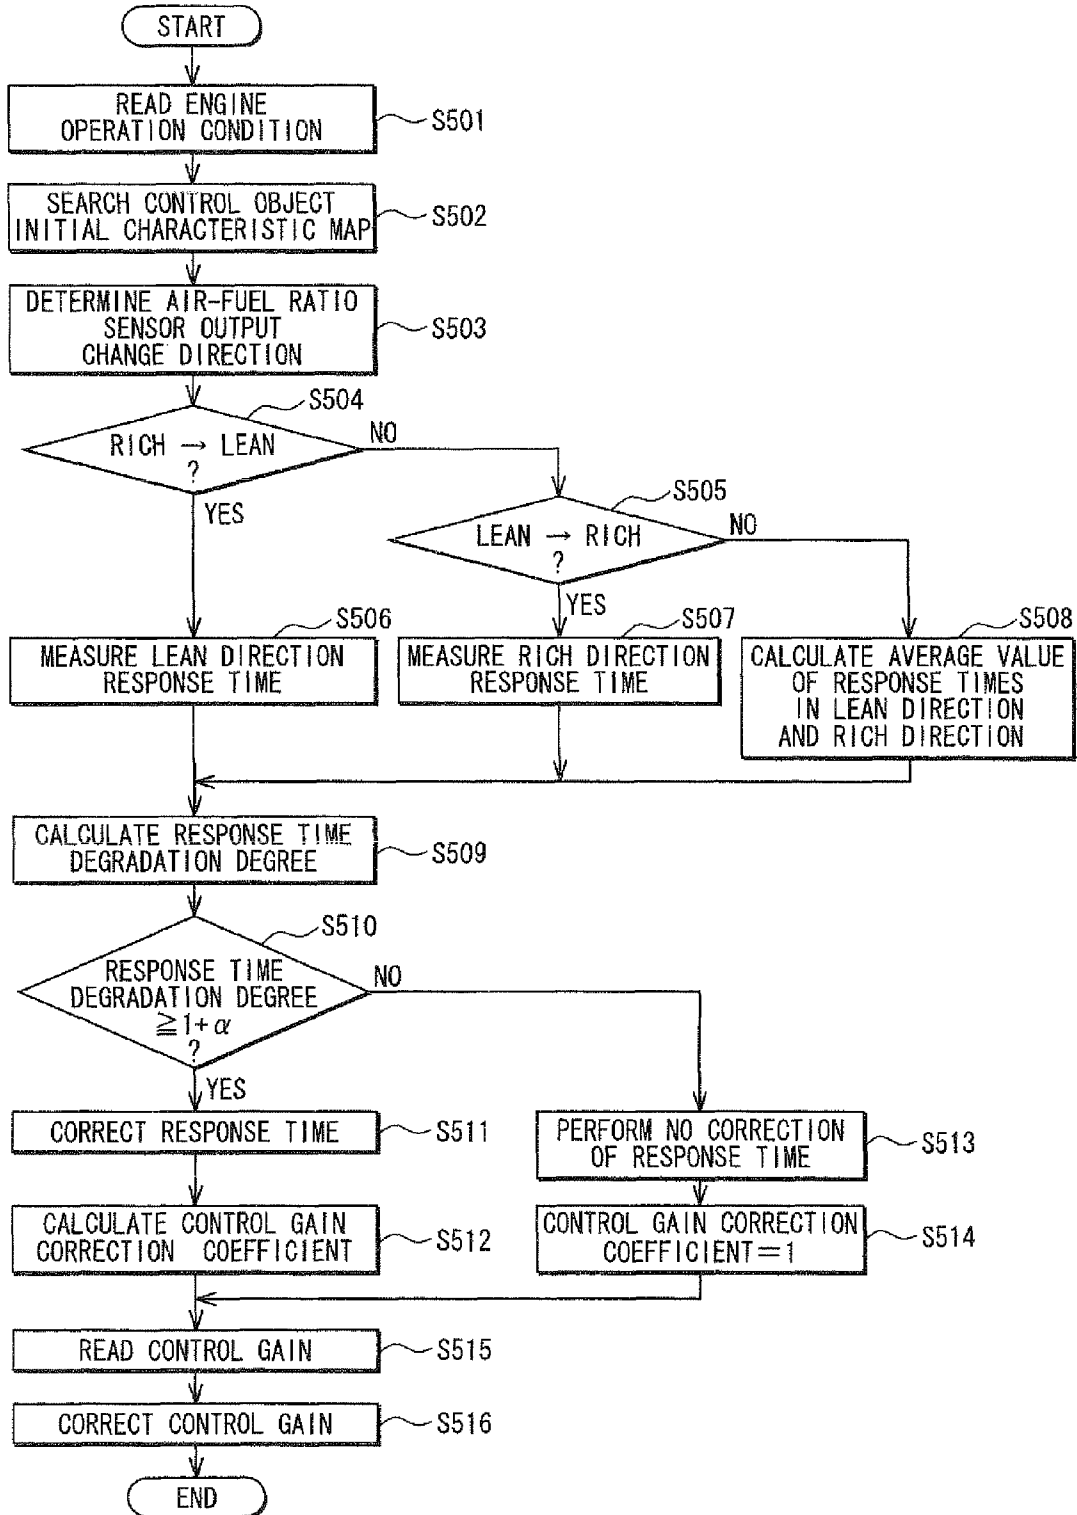 START
READ ENGINE
OPERATION CONDITION
S501
SEARCH CONTROL OBJECT
INITIAL CHARACTERISTIC MAP
S502
DETERMINE AIR-FUEL RATIO
SENSOR OUTPUT
CHANGE DIRECTION
S503
S504
RICH → LEAN
?
NO
YES
S505
LEAN → RICH
?
NO
YES
S506
MEASURE LEAN DIRECTION
RESPONSE TIME
S507
MEASURE RICH DIRECTION
RESPONSE TIME
S508
CALCULATE AVERAGE VALUE
OF RESPONSE TIMES
IN LEAN DIRECTION
AND RICH DIRECTION
CALCULATE RESPONSE TIME
DEGRADATION DEGREE
S509
S510
RESPONSE TIME
DEGRADATION DEGREE
≧1+α
?
NO
YES
CORRECT RESPONSE TIME
S511
PERFORM NO CORRECTION
OF RESPONSE TIME
S513
CALCULATE CONTROL GAIN
CORRECTION COEFFICIENT
S512
CONTROL GAIN CORRECTION
COEFFICIENT=1
S514
READ CONTROL GAIN
S515
CORRECT CONTROL GAIN
S516
END